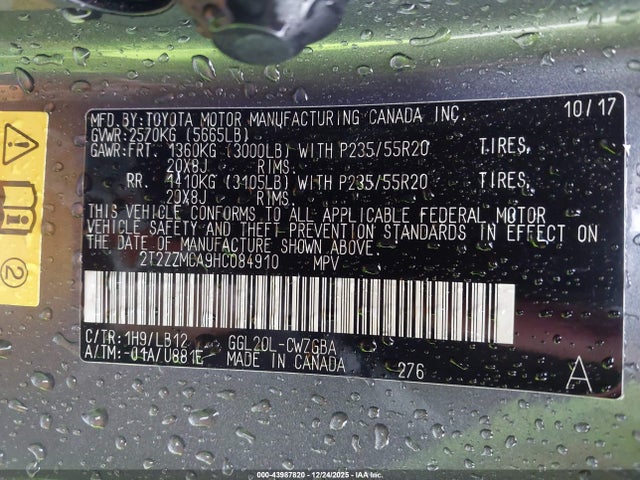 MFD.BY:TOYOTA MOTOR MANUFACTURING CANADA INC. 10/17
GVWR:2570KG (5665LB)
GAWR:FRT. 1360KG (3000LB) WITH P235/55R20 TIRES,
20X8J RIMS.
RR. 1410KG (3105LB) WITH P235/55R20 TIRES,
20X8J RIMS.
THIS VEHICLE CONFORMS TO ALL APPLICABLE FEDERAL MOTOR
VEHICLE SAFETY AND THEFT PREVENTION STANDARDS IN EFFECT ON
THE DATE OF MANUFACTURE SHOWN ABOVE.
2T2ZZMCA9HC084910 MPV
C/TR: 1H9/LB12 GGL20L-CWZGBA
A/TM: -01A/U881E MADE IN CANADA 276 A
2
000-43987820 - 12/24/2025 - IAA Inc.